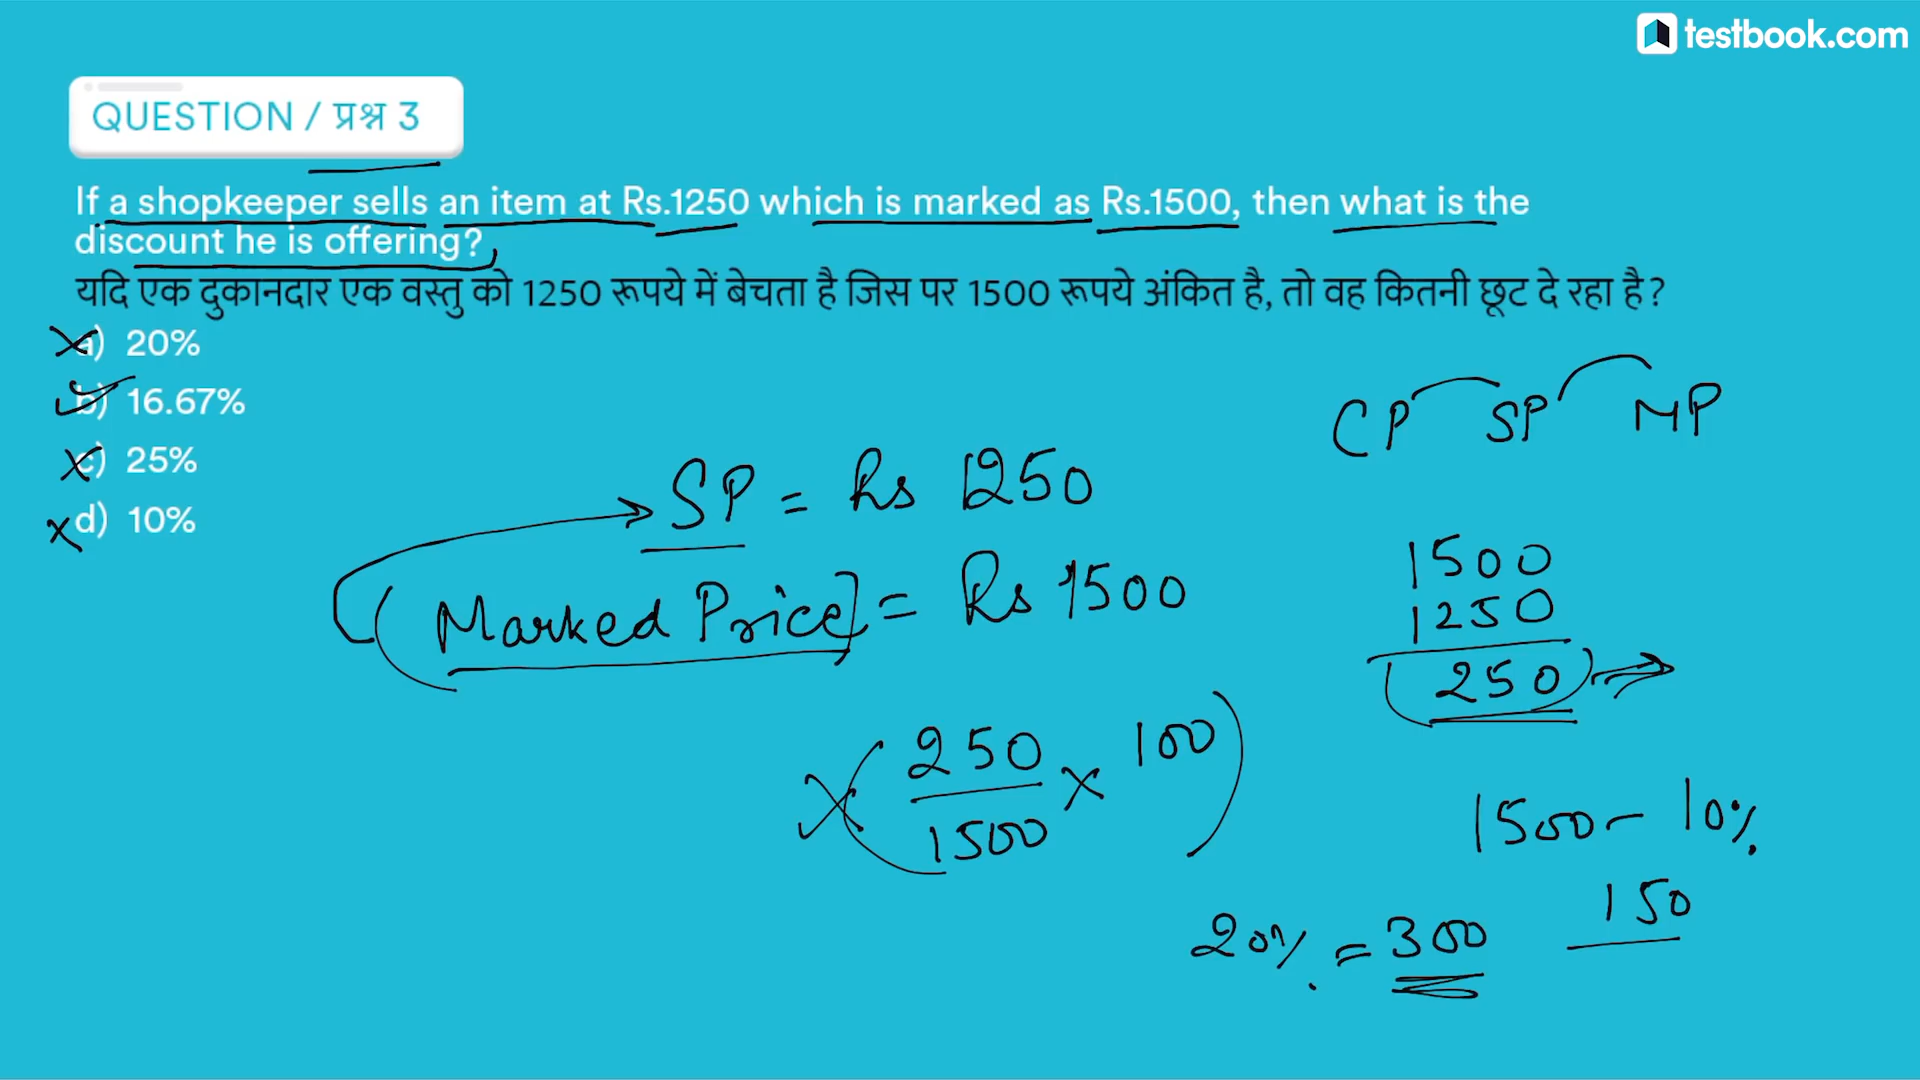 testbook.com
QUESTION / प्रश्न 3
If a shopkeeper sells an item at Rs.1250 which is marked as Rs.1500, then what is the
discount he is offering?
यदि एक दुकानदार एक वस्तु को 1250 रूपये में बेचता है जिस पर 1500 रूपये अंकित है, तो वह कितनी छूट दे रहा है?
a) 20%
b) 16.67%
c) 25%
d) 10%
CP SP MP
SP = Rs 1250
Marked Price = Rs 1500
1500
1250
250
250 × 100
1500
1500 - 10%
150
20% = 300